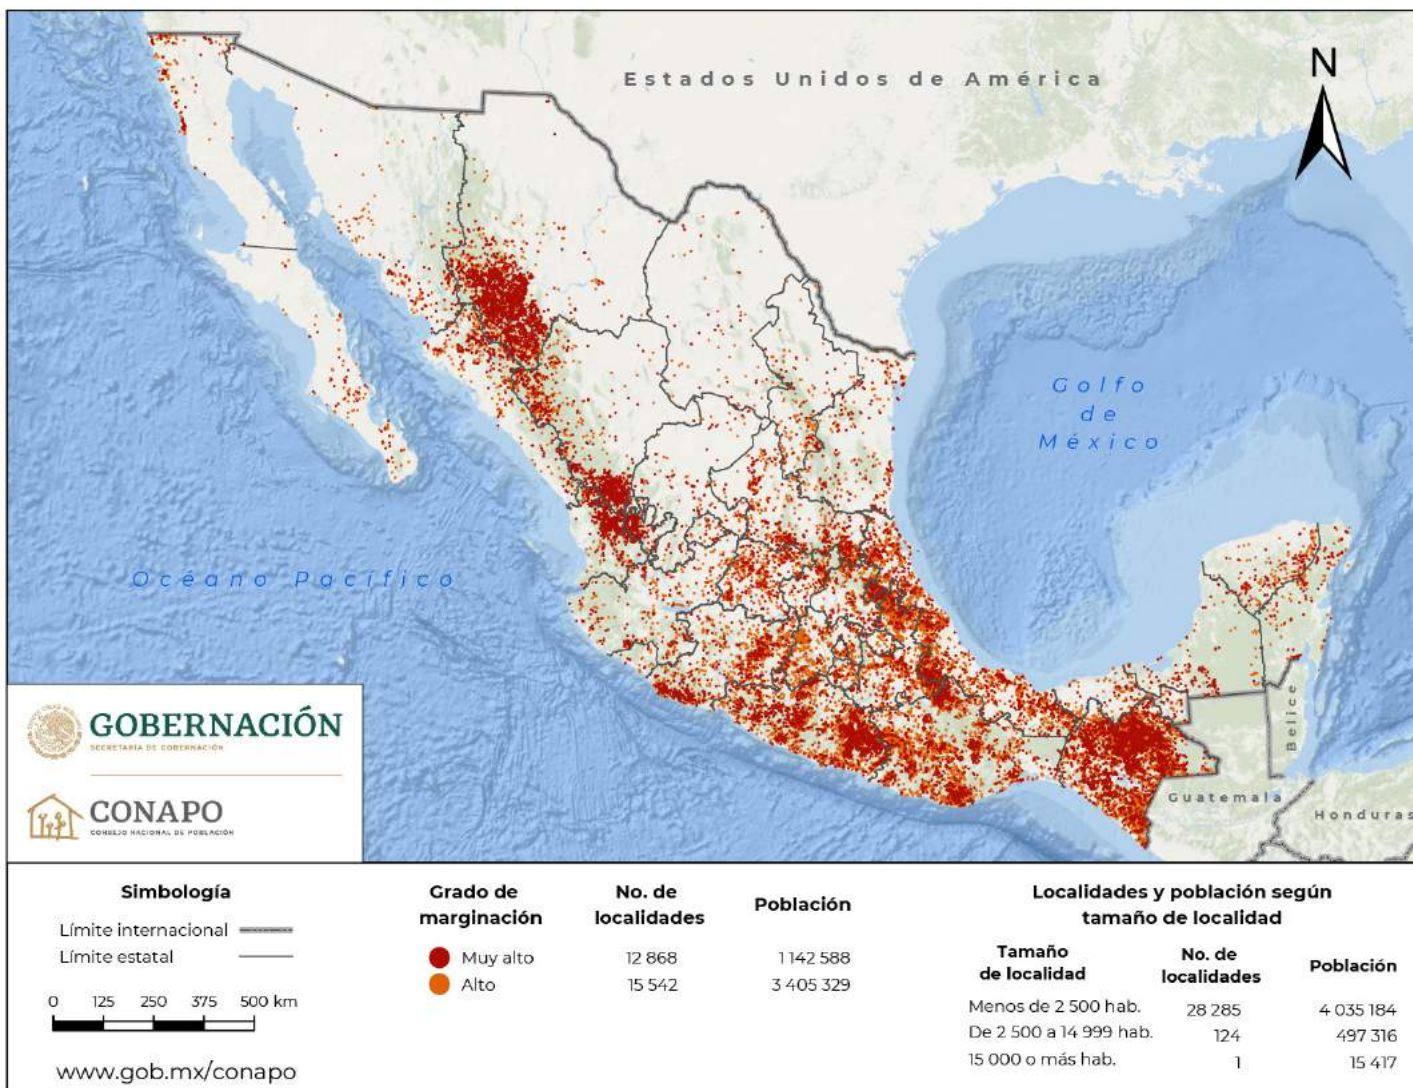 Estados Unidos de América
N
Golfo
de
México
Océano Pacífico
Belice
Guatemala
Honduras
GOBERNACIÓN
SECRETARÍA DE GOBERNACIÓN
CONAPO
CONSEJO NACIONAL DE POBLACIÓN
Simbología
Límite internacional
Límite estatal
0 125 250 375 500 km
www.gob.mx/conapo
Grado de marginación No. de localidades Población
Muy alto 12 868 1 142 588
Alto 15 542 3 405 329
Localidades y población según
tamaño de localidad
Tamaño de localidad No. de localidades Población
Menos de 2 500 hab. 28 285 4 035 184
De 2 500 a 14 999 hab. 124 497 316
15 000 o más hab. 1 15 417